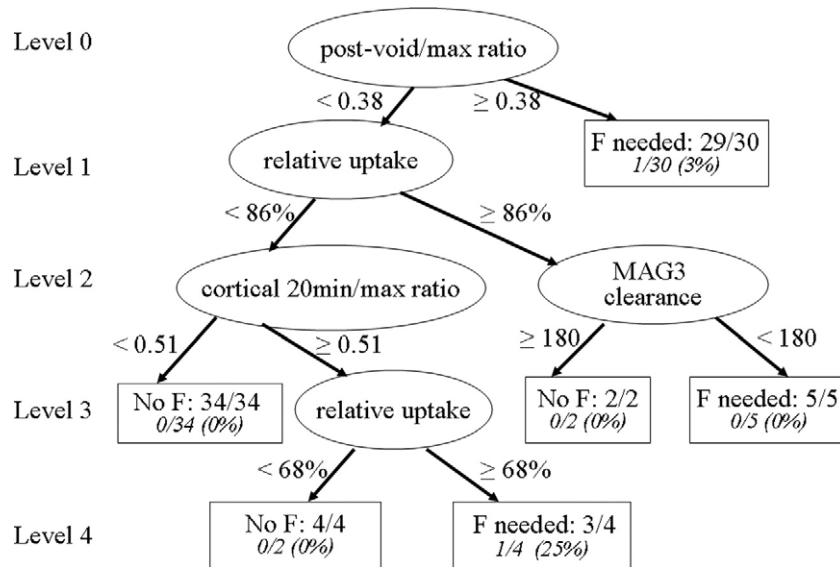 Level 0
post-void/max ratio
< 0.38
≥ 0.38
Level 1
relative uptake
F needed: 29/30
1/30 (3%)
< 86%
≥ 86%
Level 2
cortical 20min/max ratio
MAG3
clearance
< 0.51
≥ 0.51
≥ 180
< 180
Level 3
No F: 34/34
0/34 (0%)
relative uptake
No F: 2/2
0/2 (0%)
F needed: 5/5
0/5 (0%)
< 68%
≥ 68%
Level 4
No F: 4/4
0/2 (0%)
F needed: 3/4
1/4 (25%)